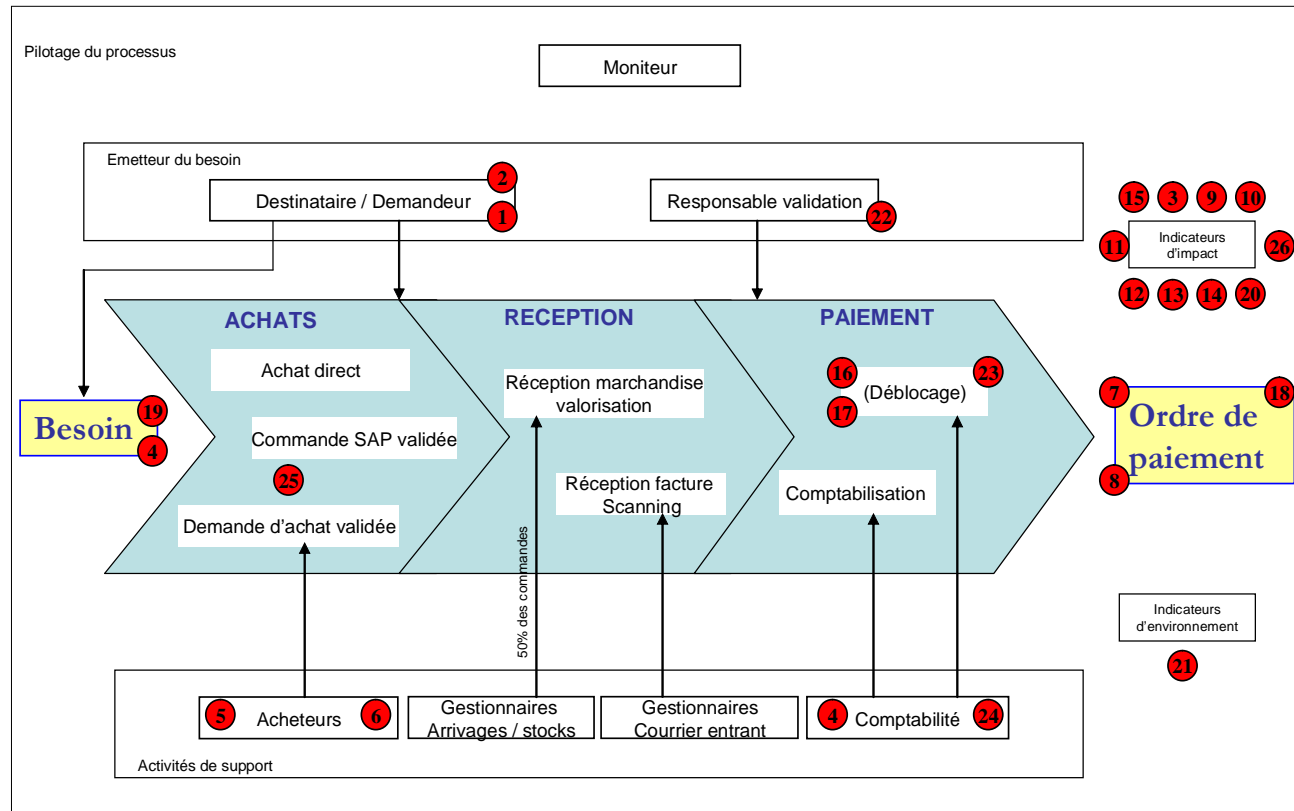 Pilotage du processus
Moniteur
Emetteur du besoin
2
Destinataire / Demandeur
1
Responsable validation
22
15
3
9
10
11
Indicateurs
d'impact
26
12
13
14
20
ACHATS
RECEPTION
PAIEMENT
Achat direct
Réception marchandise
valorisation
16
23
(Déblocage)
17
19
Besoin
4
Commande SAP validée
25
Demande d'achat validée
Réception facture
Scanning
Comptabilisation
7
18
Ordre de
paiement
8
50% des commandes
Indicateurs
d'environnement
21
5
Acheteurs
6
Gestionnaires
Arrivages / stocks
Gestionnaires
Courrier entrant
4
Comptabilité
24
Activités de support